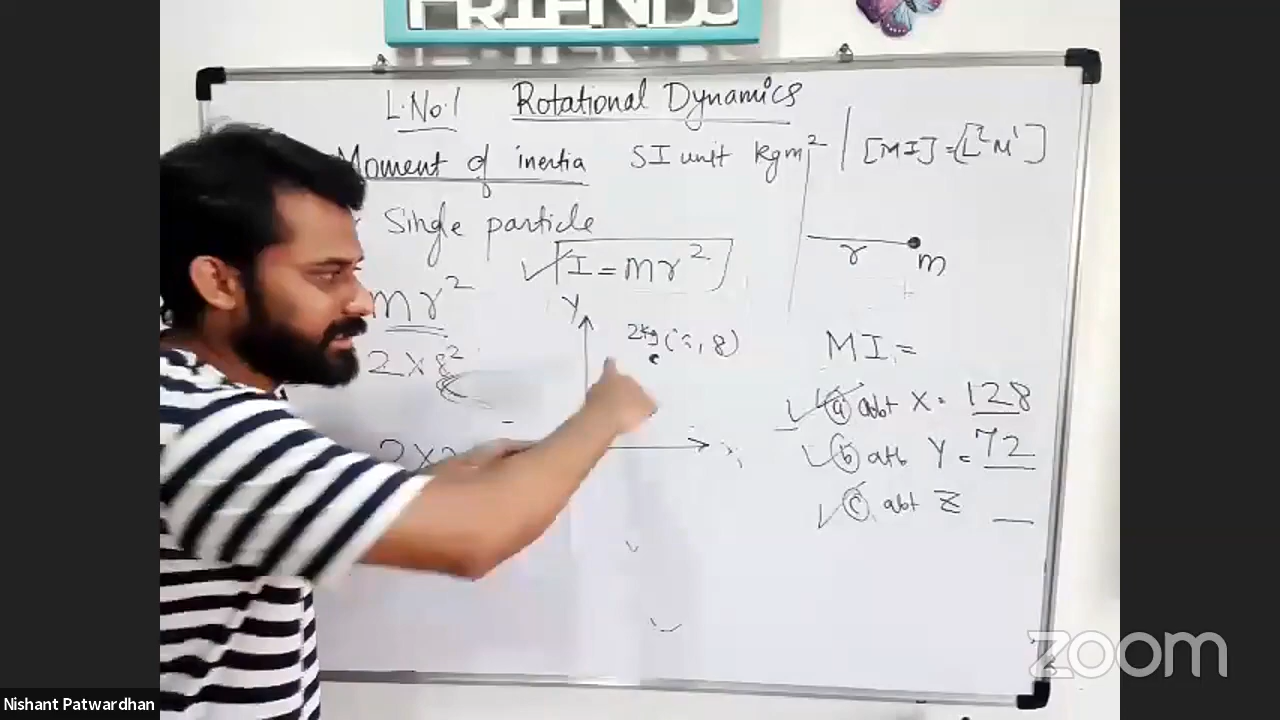 FRIENDS
L.No.1 Rotational Dynamics
Moment of inertia SI unit kgm² | [MI] = [L²M¹]
Single particle
I = mr²
r m
mr²
Y
2kg ( , 8)
MI =
2 x 8²
a abt X = 128
2 x
b abt Y = 72
c abt Z
zoom
Nishant Patwardhan